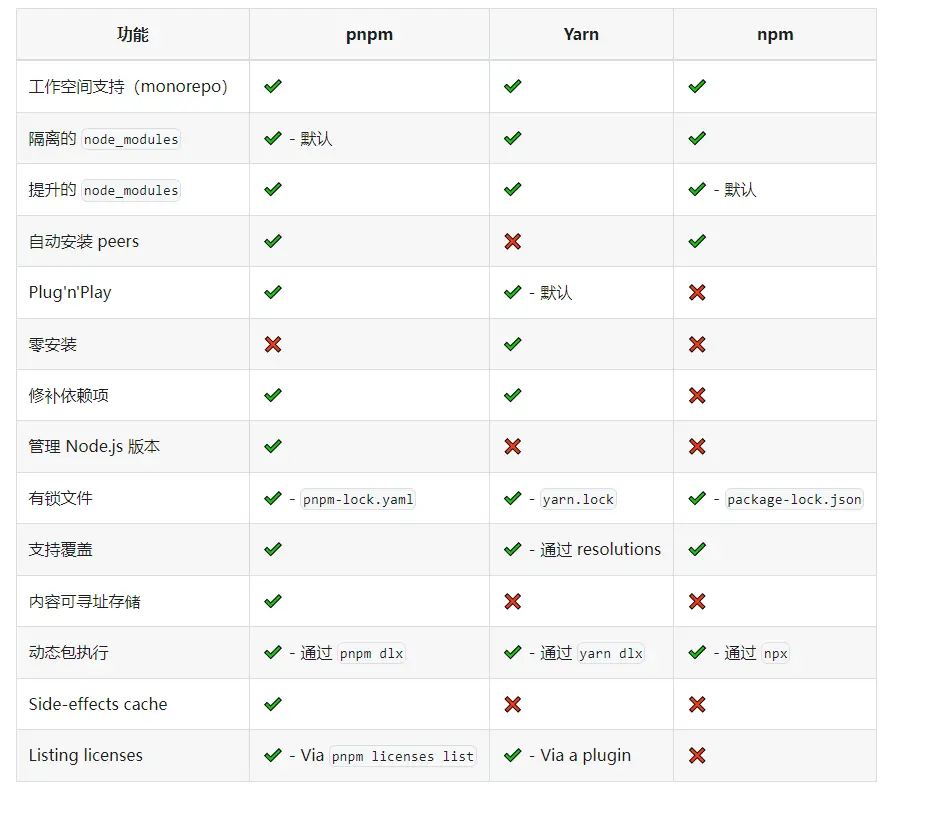 功能 pnpm Yarn npm
工作空间支持（monorepo） ✔ ✔ ✔
隔离的 node_modules ✔ - 默认 ✔ ✔
提升的 node_modules ✔ ✔ ✔ - 默认
自动安装 peers ✔ ❌ ✔
Plug'n'Play ✔ ✔ - 默认 ❌
零安装 ❌ ✔ ❌
修补依赖项 ✔ ✔ ❌
管理 Node.js 版本 ✔ ❌ ❌
有锁文件 ✔ - pnpm-lock.yaml ✔ - yarn.lock ✔ - package-lock.json
支持覆盖 ✔ ✔ - 通过 resolutions ✔
内容可寻址存储 ✔ ❌ ❌
动态包执行 ✔ - 通过 pnpm dlx ✔ - 通过 yarn dlx ✔ - 通过 npx
Side-effects cache ✔ ❌ ❌
Listing licenses ✔ - Via pnpm licenses list ✔ - Via a plugin ❌